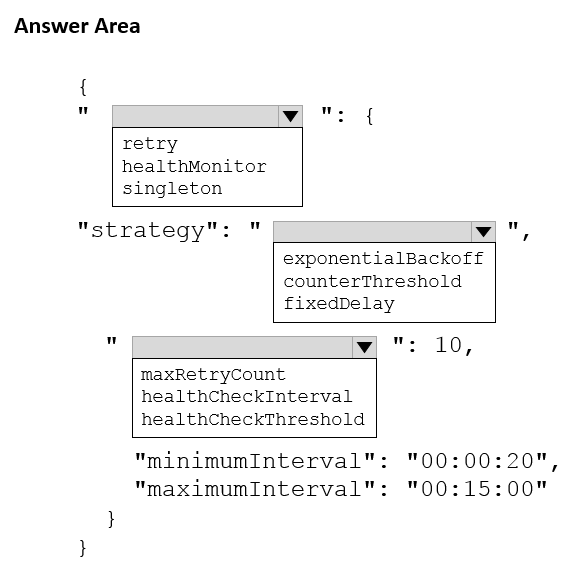 Answer Area
{
" ": {
retry
healthMonitor
singleton
"strategy": " ",
exponentialBackoff
counterThreshold
fixedDelay
" ": 10,
maxRetryCount
healthCheckInterval
healthCheckThreshold
"minimumInterval": "00:00:20",
"maximumInterval": "00:15:00"
}
}